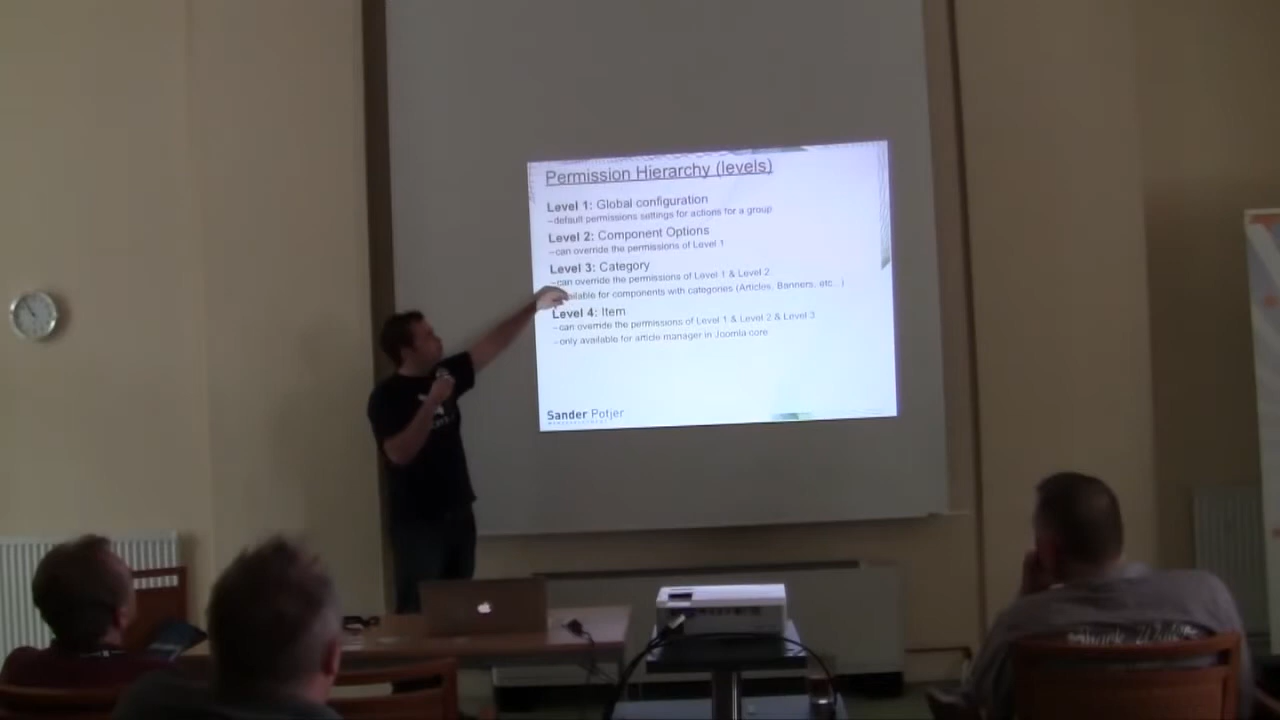 Permission Hierarchy (levels)
Level 1: Global configuration
–default permissions settings for actions for a group
Level 2: Component Options
–can override the permissions of Level 1
Level 3: Category
–can override the permissions of Level 1 & Level 2
ailable for components with categories (Articles, Banners, etc..)
Level 4: Item
–can override the permissions of Level 1 & Level 2 & Level 3
–only available for article manager in Joomla core
Sander Potjer